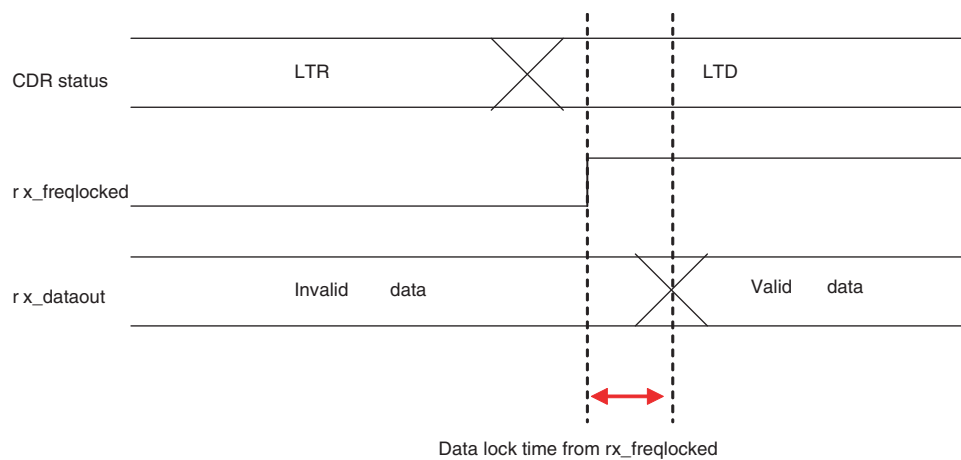 CDR status LTR LTD
r x_freqlocked
r x_dataout Invalid data Valid data
Data lock time from rx_freqlocked